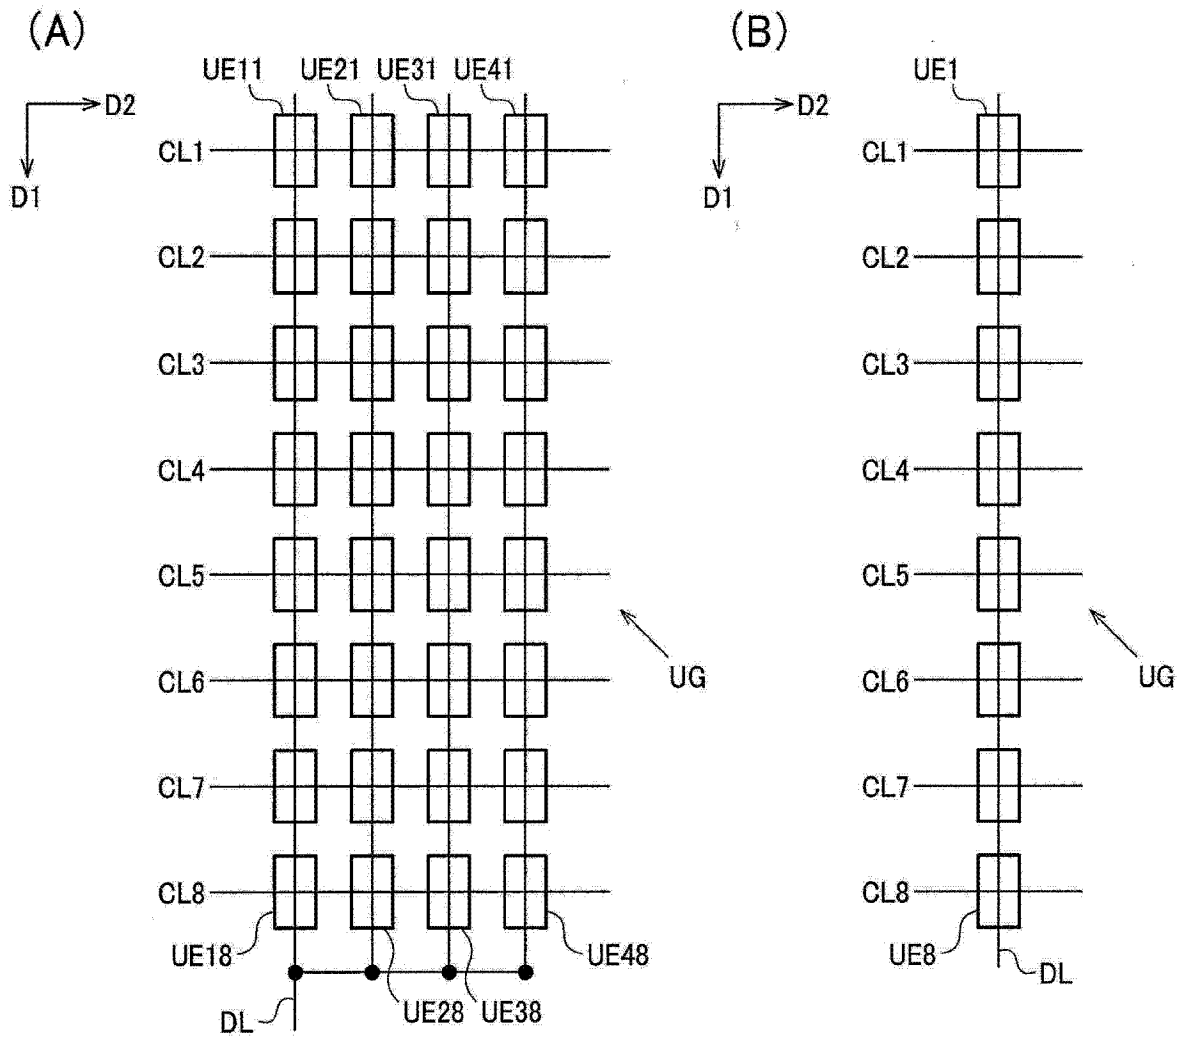 (A)
UE11 UE21 UE31 UE41
D2
D1
CL1
CL2
CL3
CL4
CL5
CL6
CL7
CL8
UG
UE18
UE28
UE38
UE48
DL
(B)
UE1
D2
D1
CL1
CL2
CL3
CL4
CL5
CL6
CL7
CL8
UG
UE8
DL